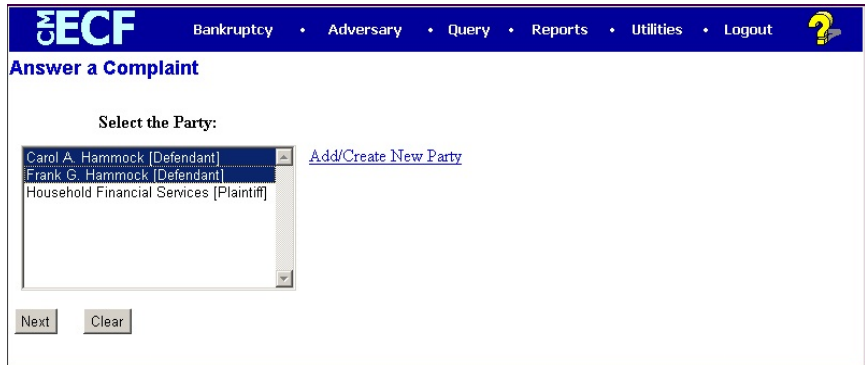 CM ECF Bankruptcy • Adversary • Query • Reports • Utilities • Logout ?
Answer a Complaint
Select the Party:
Carol A. Hammock [Defendant] Add/Create New Party
Frank G. Hammock [Defendant]
Household Financial Services [Plaintiff]
Next Clear